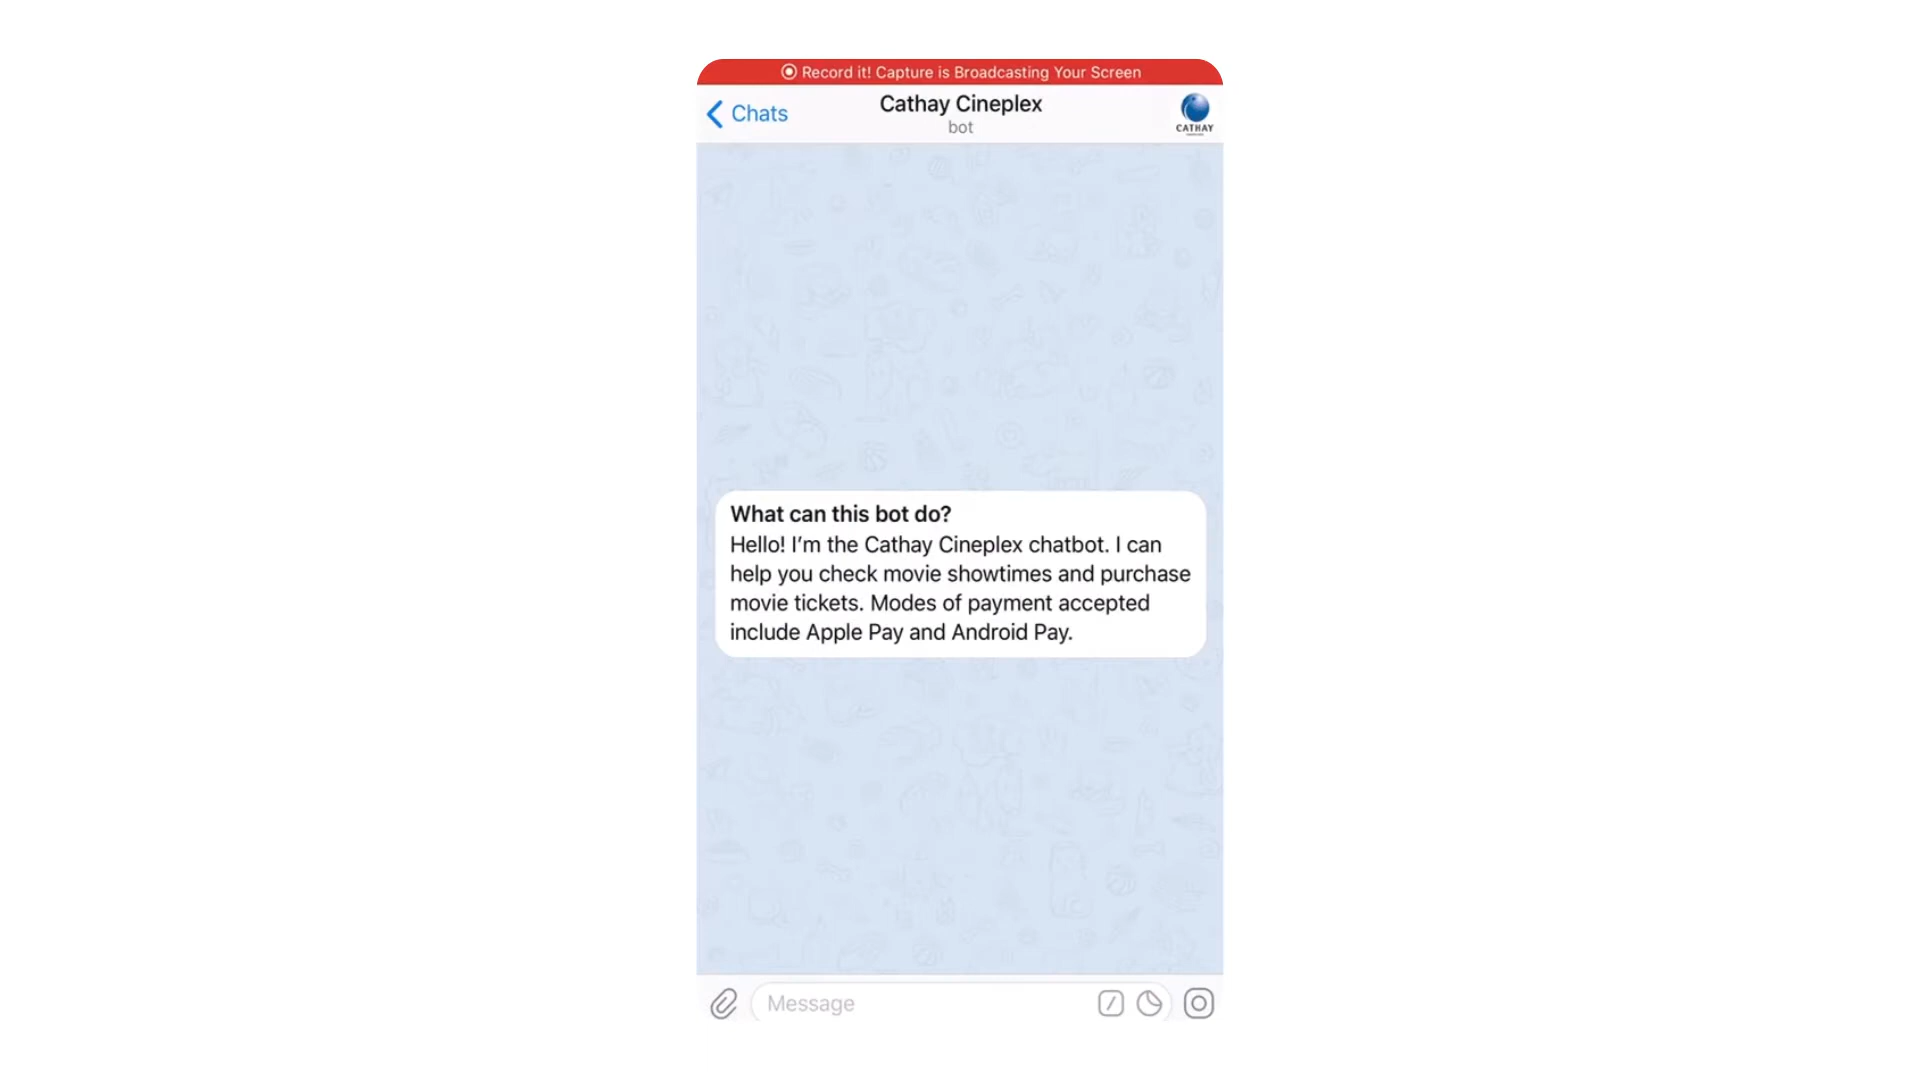 Record it! Capture is Broadcasting Your Screen
Chats
Cathay Cineplex
bot
CATHAY
What can this bot do?
Hello! I'm the Cathay Cineplex chatbot. I can
help you check movie showtimes and purchase
movie tickets. Modes of payment accepted
include Apple Pay and Android Pay.
Message